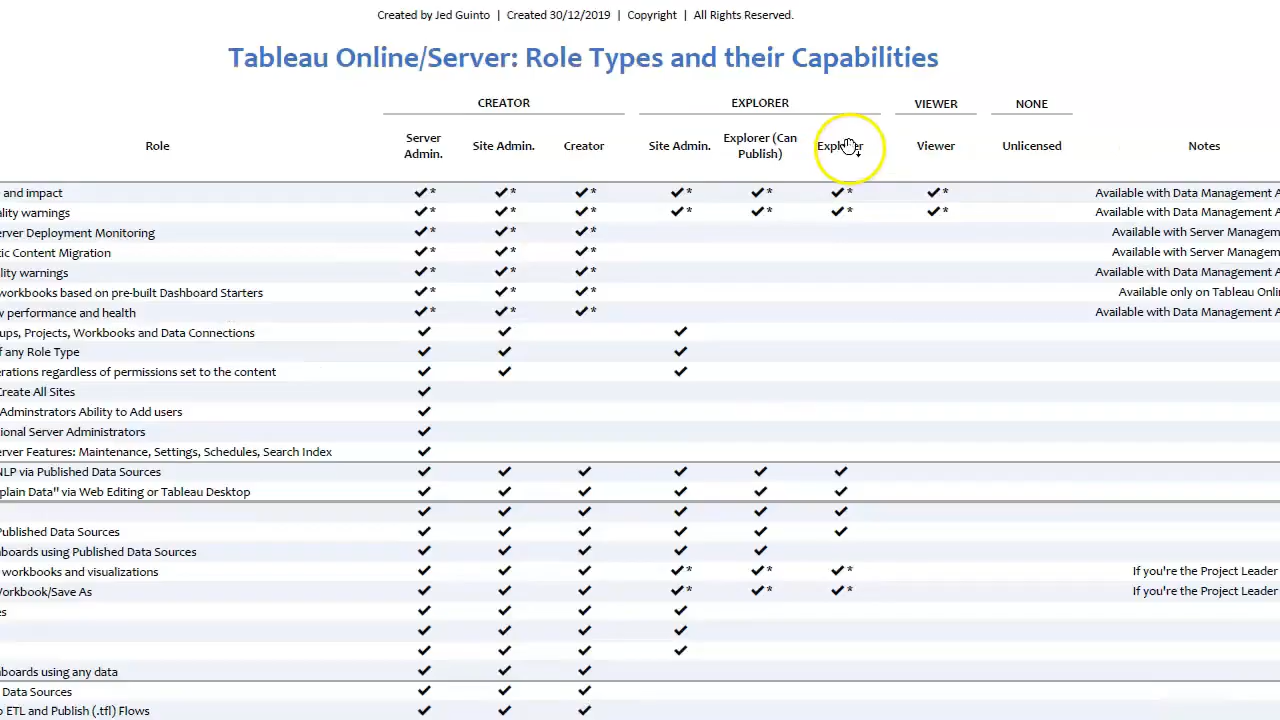 Created by Jed Guinto | Created 30/12/2019 | Copyright | All Rights Reserved.
Tableau Online/Server: Role Types and their Capabilities
CREATOR EXPLORER VIEWER NONE
Role Server Admin. Site Admin. Creator Site Admin. Explorer (Can Publish) Explorer Viewer Unlicensed Notes
and impact ✔* ✔* ✔* ✔* ✔* ✔* ✔* Available with Data Management A
ality warnings ✔* ✔* ✔* ✔* ✔* ✔* ✔* Available with Data Management A
erver Deployment Monitoring ✔* ✔* ✔* Available with Server Managem
tic Content Migration ✔* ✔* ✔* Available with Server Managem
lity warnings ✔* ✔* ✔* Available with Data Management A
workbooks based on pre-built Dashboard Starters ✔* ✔* ✔* Available only on Tableau Onli
w performance and health ✔* ✔* ✔* Available with Data Management A
ups, Projects, Workbooks and Data Connections ✔ ✔ ✔
f any Role Type ✔ ✔ ✔
erations regardless of permissions set to the content ✔ ✔ ✔
Create All Sites ✔
Adminstrators Ability to Add users ✔
ional Server Administrators ✔
erver Features: Maintenance, Settings, Schedules, Search Index ✔
NLP via Published Data Sources ✔ ✔ ✔ ✔ ✔ ✔
plain Data" via Web Editing or Tableau Desktop ✔ ✔ ✔ ✔ ✔ ✔
✔ ✔ ✔ ✔ ✔ ✔
Published Data Sources ✔ ✔ ✔ ✔ ✔ ✔
boards using Published Data Sources ✔ ✔ ✔ ✔ ✔
workbooks and visualizations ✔ ✔ ✔ ✔* ✔* ✔* If you're the Project Leader
Workbook/Save As ✔ ✔ ✔ ✔* ✔* ✔* If you're the Project Leader
es ✔ ✔ ✔ ✔
✔ ✔ ✔ ✔
✔ ✔ ✔ ✔
boards using any data ✔ ✔ ✔
Data Sources ✔ ✔ ✔
o ETL and Publish (.tfl) Flows ✔ ✔ ✔